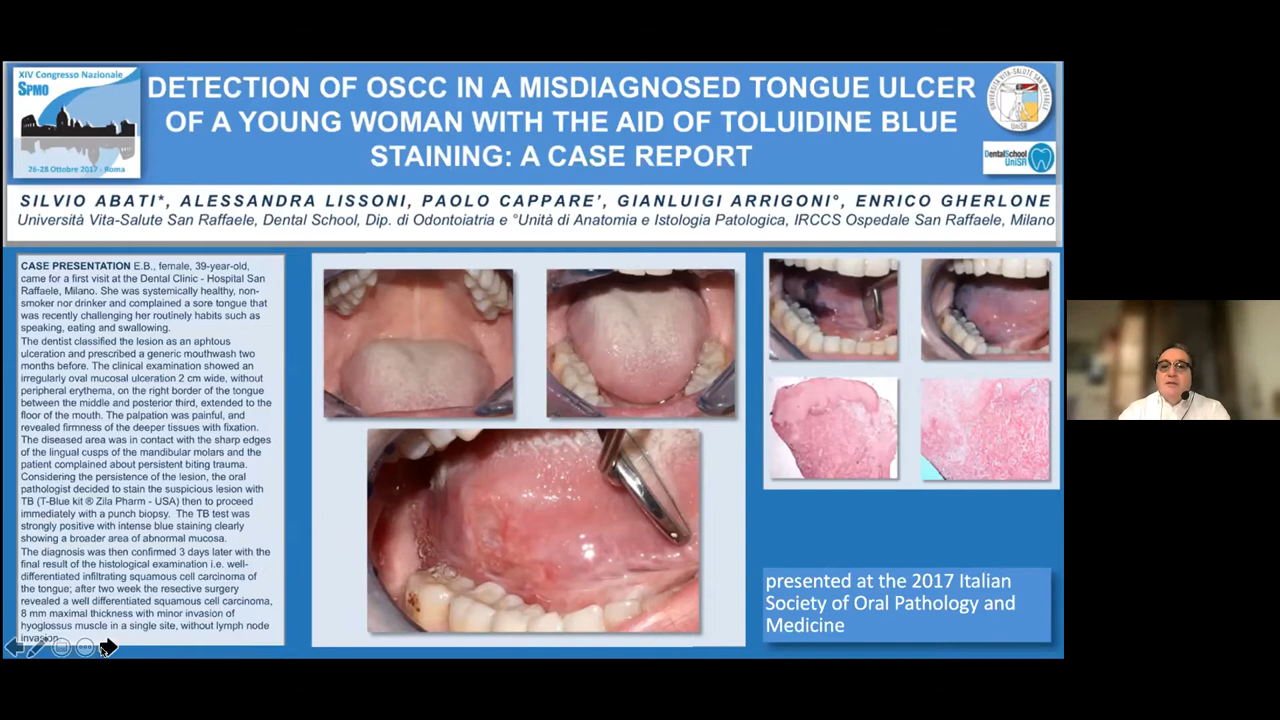 XIV Congresso Nazionale
SPMO
26-28 Ottobre 2017 - Roma
DETECTION OF OSCC IN A MISDIAGNOSED TONGUE ULCER
OF A YOUNG WOMAN WITH THE AID OF TOLUIDINE BLUE
STAINING: A CASE REPORT
UNIVERSITÀ VITA-SALUTE SAN RAFFAELE
UniSR
DentalSchool
UniSR
SILVIO ABATI*, ALESSANDRA LISSONI, PAOLO CAPPARE', GIANLUIGI ARRIGONI°, ENRICO GHERLONE
Università Vita-Salute San Raffaele, Dental School, Dip. di Odontoiatria e °Unità di Anatomia e Istologia Patologica, IRCCS Ospedale San Raffaele, Milano
CASE PRESENTATION E.B., female, 39-year-old,
came for a first visit at the Dental Clinic - Hospital San
Raffaele, Milano. She was systemically healthy, non-
smoker nor drinker and complained a sore tongue that
was recently challenging her routinely habits such as
speaking, eating and swallowing.
The dentist classified the lesion as an aphtous
ulceration and prescribed a generic mouthwash two
months before. The clinical examination showed an
irregularly oval mucosal ulceration 2 cm wide, without
peripheral erythema, on the right border of the tongue
between the middle and posterior third, extended to the
floor of the mouth. The palpation was painful, and
revealed firmness of the deeper tissues with fixation.
The diseased area was in contact with the sharp edges
of the lingual cusps of the mandibular molars and the
patient complained about persistent biting trauma.
Considering the persistence of the lesion, the oral
pathologist decided to stain the suspicious lesion with
TB (T-Blue kit ® Zila Pharm - USA) then to proceed
immediately with a punch biopsy. The TB test was
strongly positive with intense blue staining clearly
showing a broader area of abnormal mucosa.
The diagnosis was then confirmed 3 days later with the
final result of the histological examination i.e. well-
differentiated infiltrating squamous cell carcinoma of
the tongue; after two week the resective surgery
revealed a well differentiated squamous cell carcinoma,
8 mm maximal thickness with minor invasion of
hyoglossus muscle in a single site, without lymph node
invasion.
presented at the 2017 Italian
Society of Oral Pathology and
Medicine